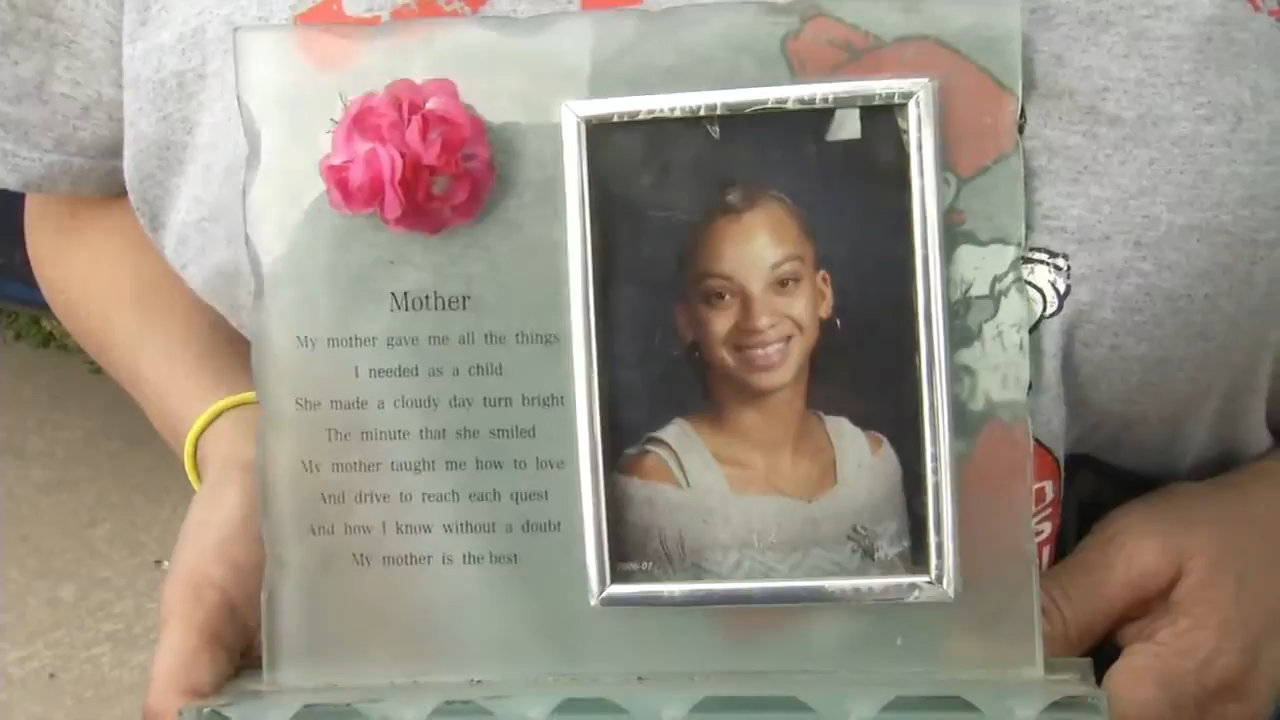 Mother
My mother gave me all the things
I needed as a child
She made a cloudy day turn bright
The minute that she smiled
My mother taught me how to love
And drive to reach each quest
And how I know without a doubt
My mother is the best